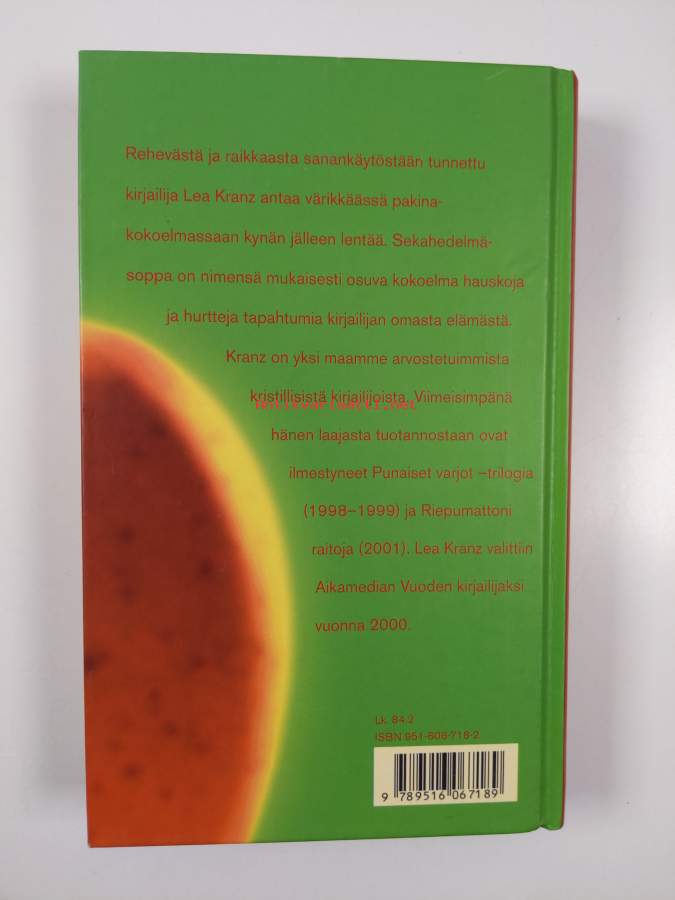 Rehevästä ja raikkaasta sanankäytöstään tunnettu
kirjailija Lea Kranz antaa värikkäässä pakina-
kokoelmassaan kynän jälleen lentää. Sekahedelmä-
soppa on nimensä mukaisesti osuva kokoelma hauskoja
ja hurtteja tapahtumia kirjailijan omasta elämästä.
Kranz on yksi maamme arvostetuimmista
kristillisistä kirjailijoista. Viimeisimpänä
hänen laajasta tuotannostaan ovat
ilmestyneet Punaiset varjot –trilogia
(1998–1999) ja Riepumattoni
raitoja (2001). Lea Kranz valittiin
Aikamedian Vuoden kirjailijaksi
vuonna 2000.
Lk. 84.2
ISBN 951-606-718-2
9 789516 067189